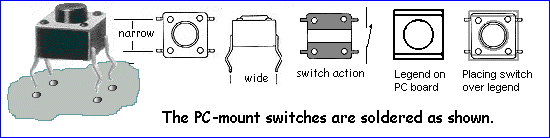 narrow
wide
switch action
Legend on
PC board
Placing switch
over legend
The PC-mount switches are soldered as shown.